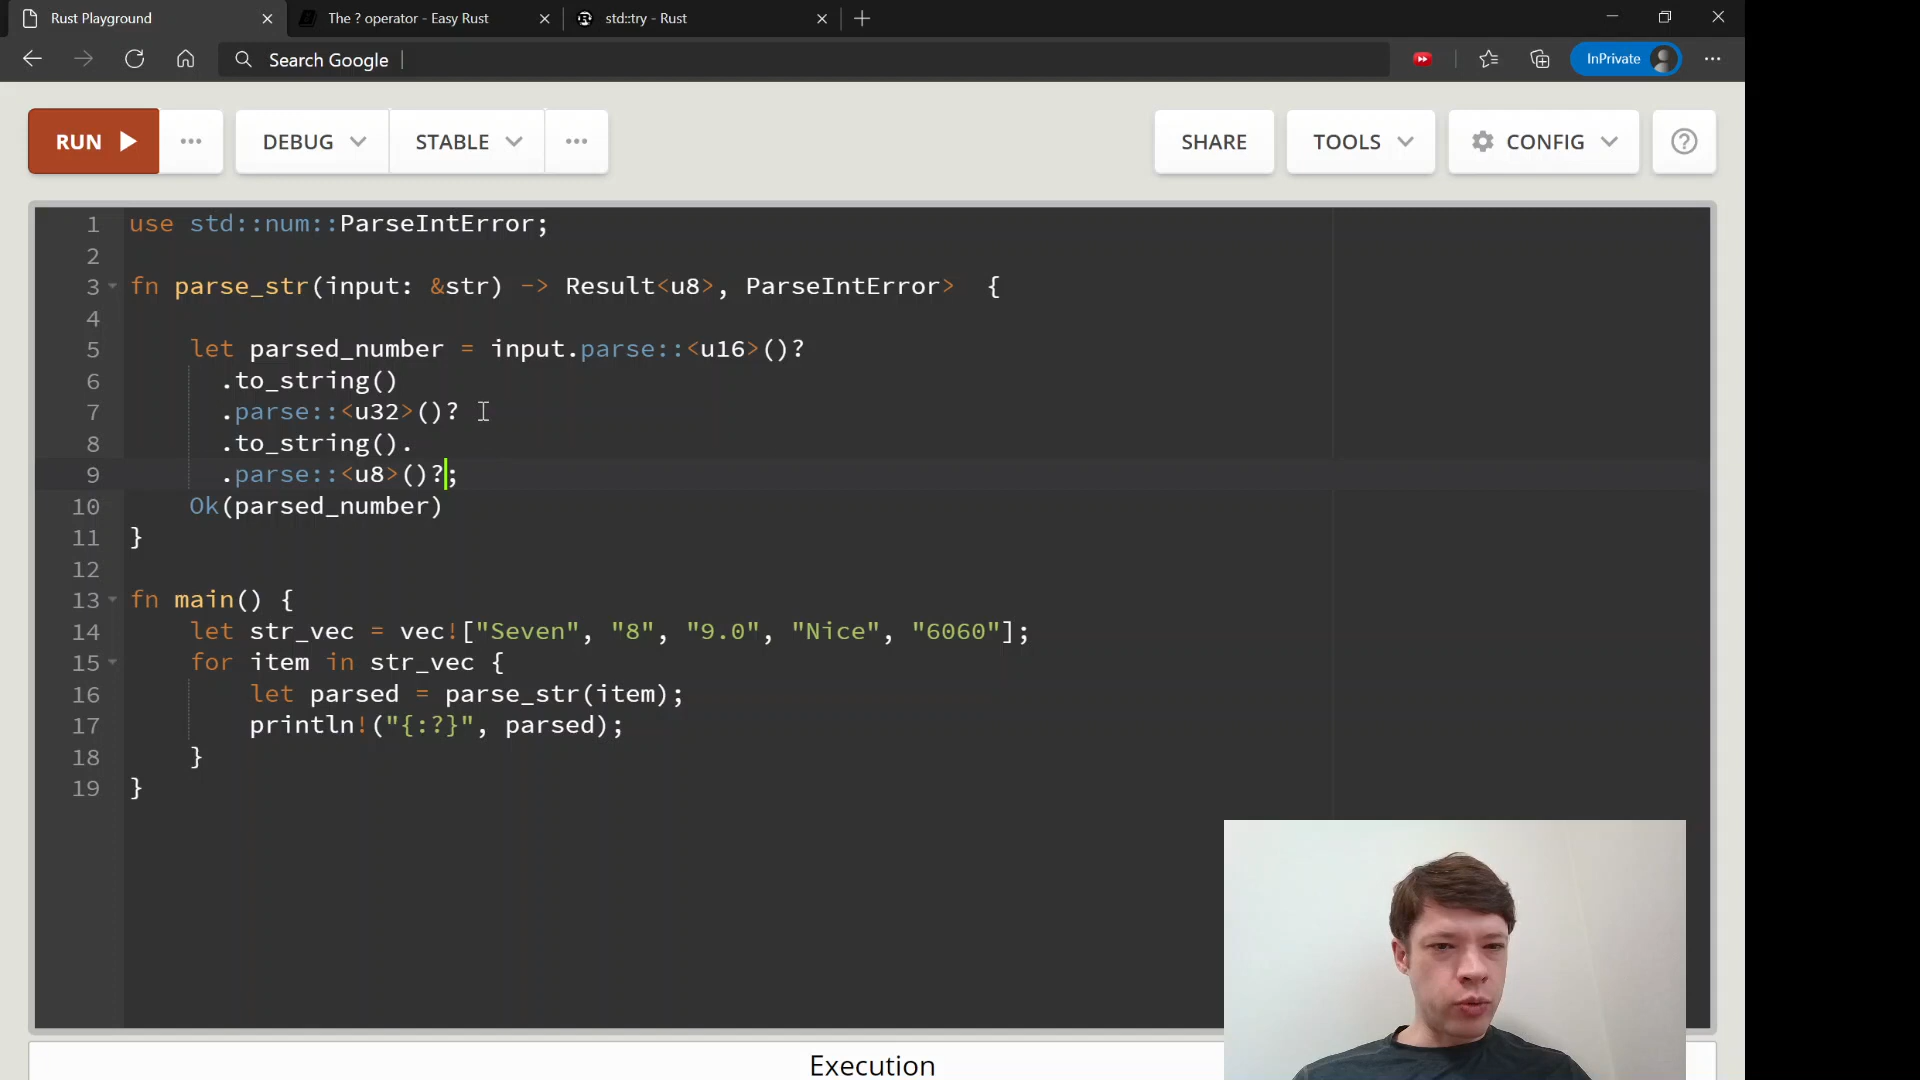 Rust Playground
The ? operator - Easy Rust
std::try - Rust
Search Google
InPrivate
RUN
DEBUG
STABLE
SHARE
TOOLS
CONFIG
1 use std::num::ParseIntError;
2
3 fn parse_str(input: &str) -> Result<u8>, ParseIntError>  {
4
5     let parsed_number = input.parse::<u16>()?
6       .to_string()
7       .parse::<u32>()?
8       .to_string().
9       .parse::<u8>()?;
10     Ok(parsed_number)
11 }
12
13 fn main() {
14     let str_vec = vec!["Seven", "8", "9.0", "Nice", "6060"];
15     for item in str_vec {
16         let parsed = parse_str(item);
17         println!("{:?}", parsed);
18     }
19 }
Execution